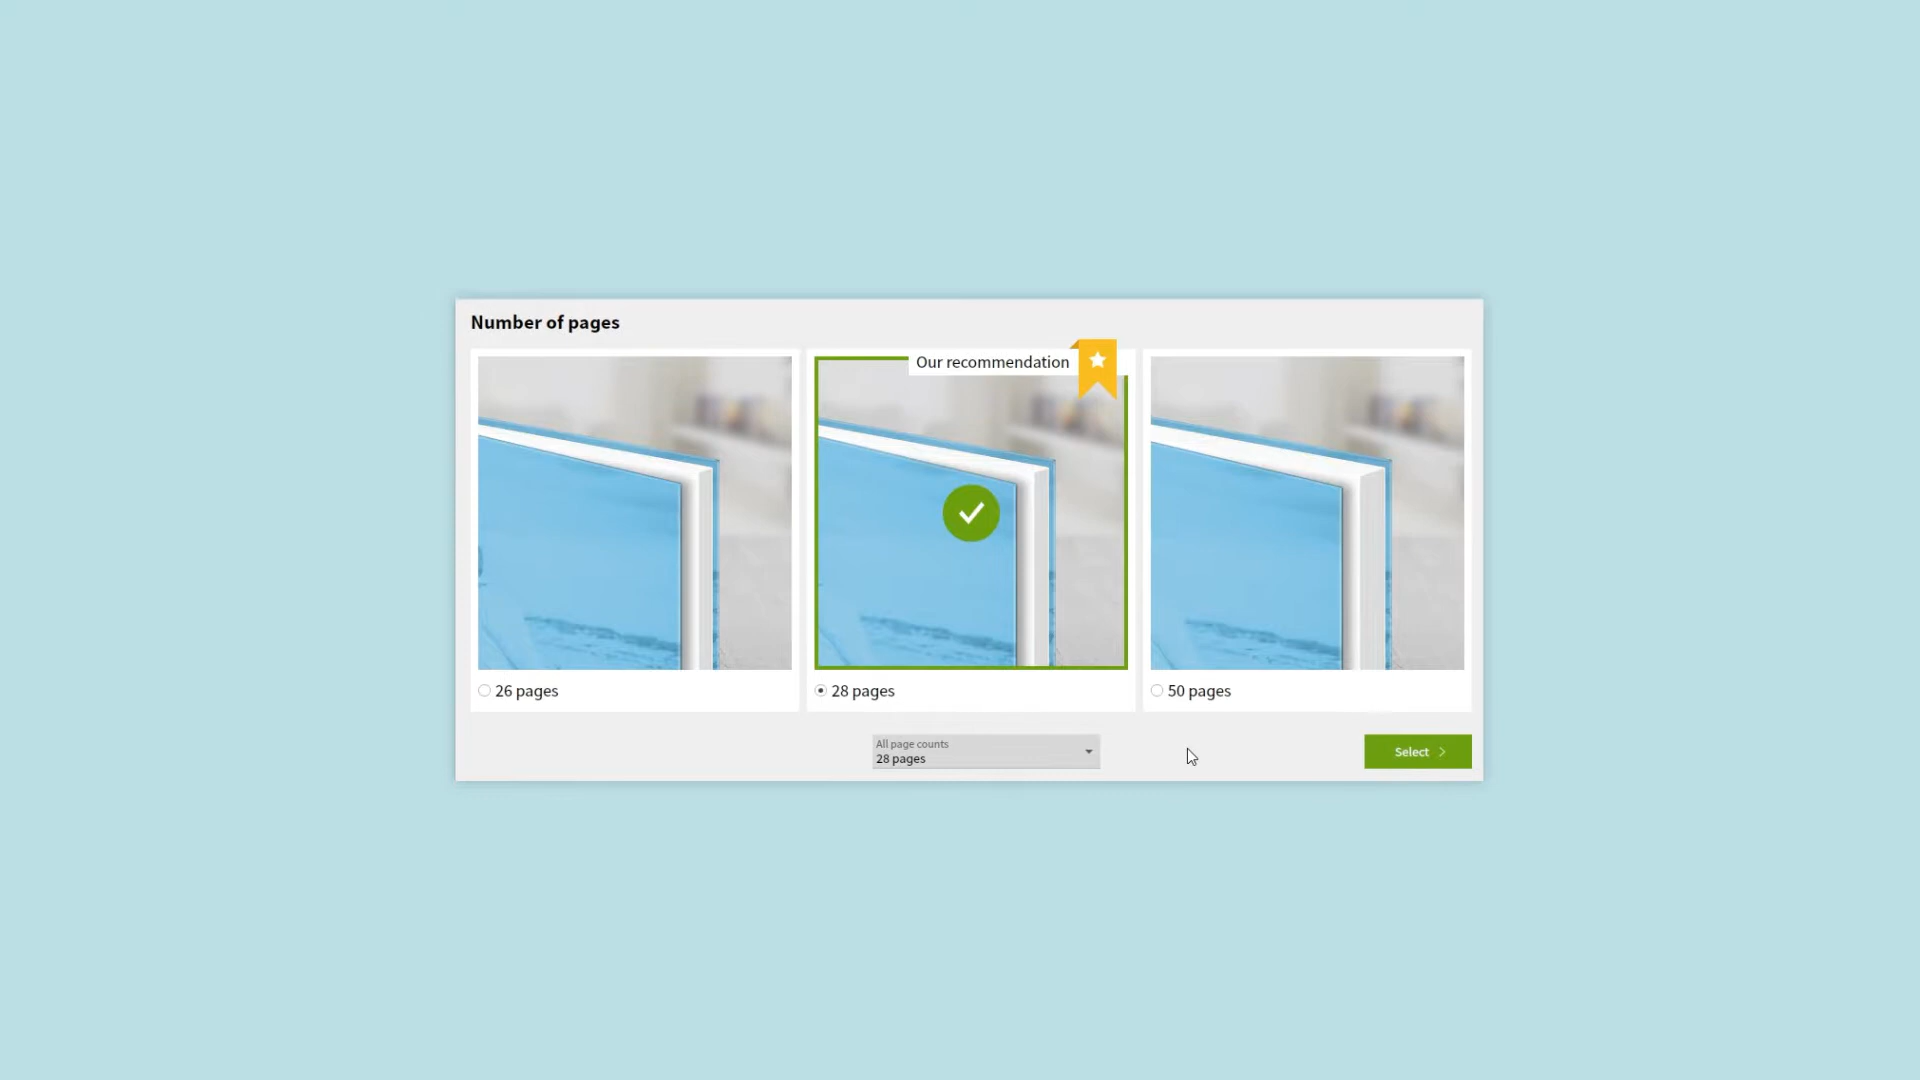 Number of pages
Our recommendation
26 pages
28 pages
50 pages
All page counts
28 pages
Select